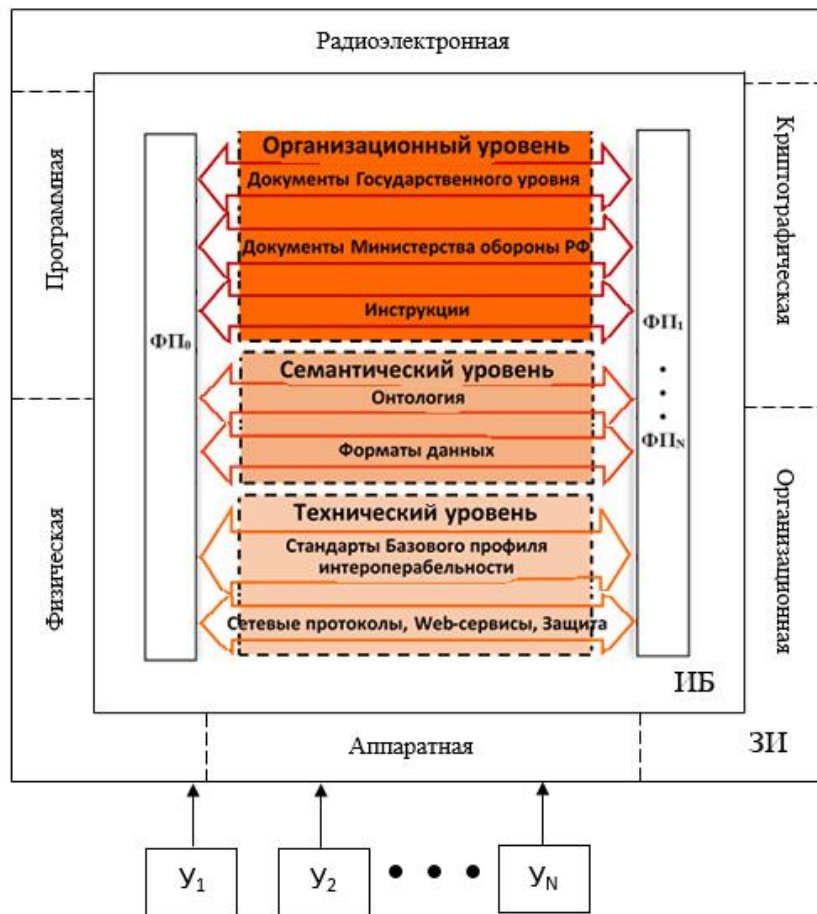 Радиоэлектронная
Программная
Криптографическая
Организационный уровень
Документы Государственного уровня
Документы Министерства обороны РФ
Инструкции
ФП₀
ФП₁
Семантический уровень
Онтология
Форматы данных
ФПN
Технический уровень
Стандарты Базового профиля
интероперабельности
Сетевые протоколы, Web-сервисы, Защита
Физическая
Организационная
ИБ
Аппаратная
ЗИ
У₁
У₂
УN